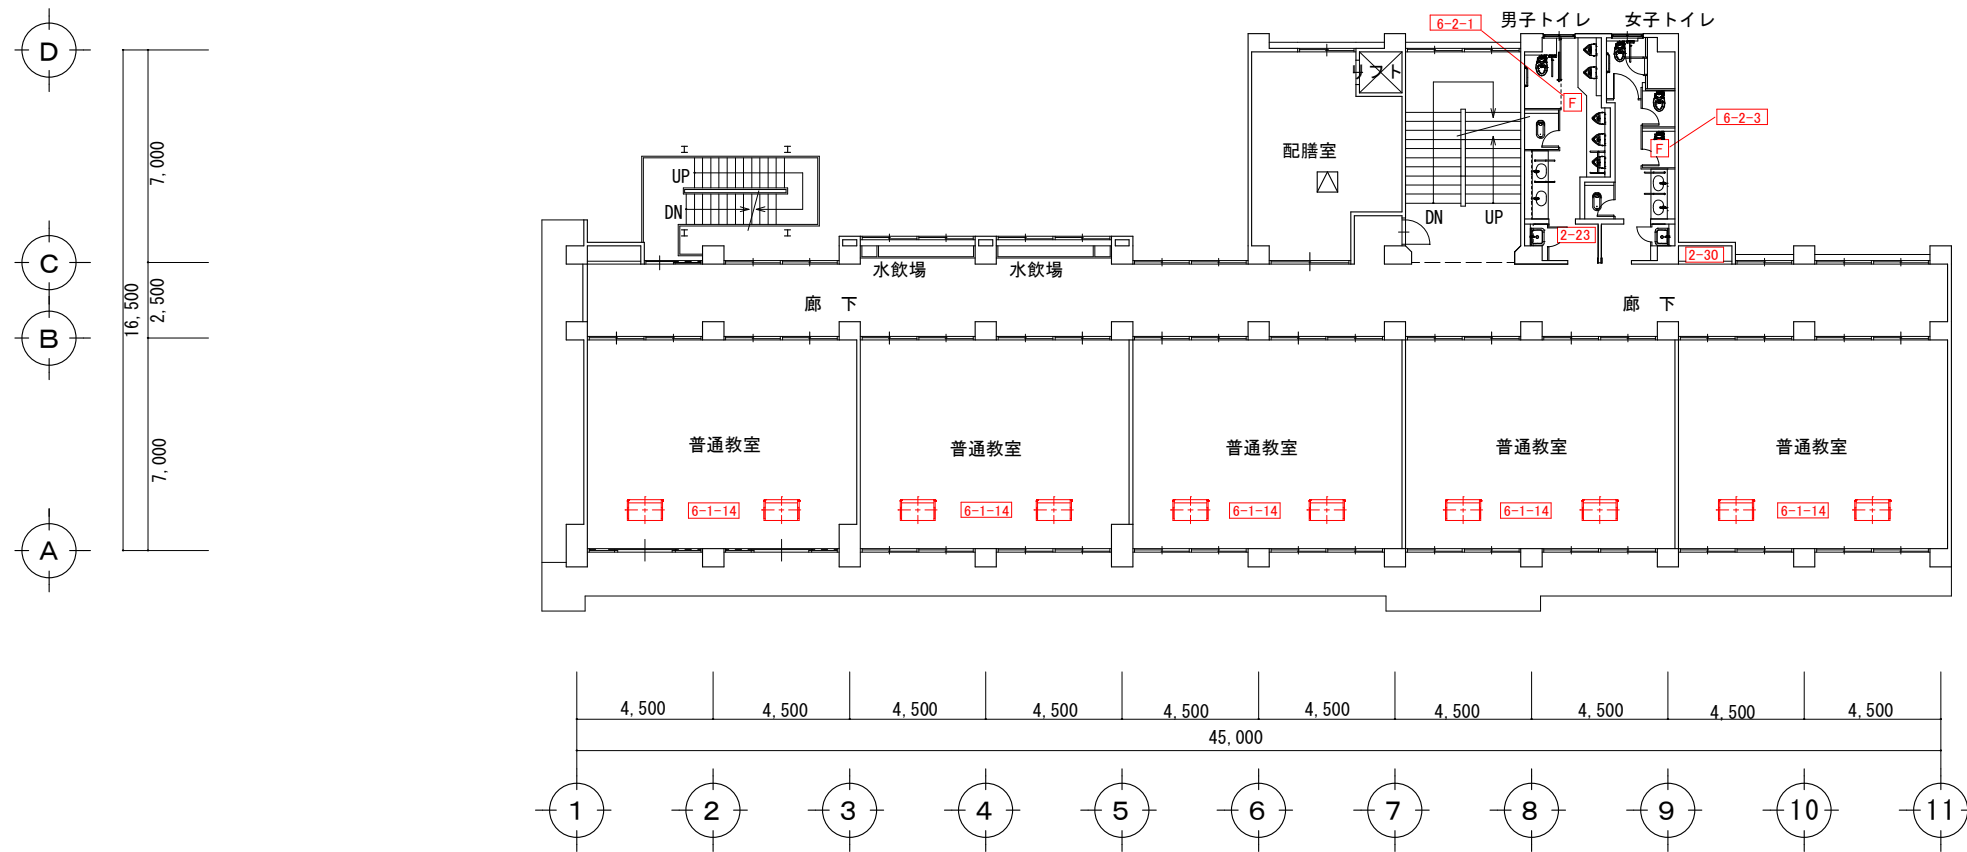 6-2-1
男子トイレ 女子トイレ
D
リフト
F
6-2-3
7,000
配膳室
F
UP
DN
DN UP
2-23
C
2-30
水飲場 水飲場
16,500
2,500
廊 下 廊 下
B
7,000
普通教室 普通教室 普通教室 普通教室 普通教室
6-1-14 6-1-14 6-1-14 6-1-14 6-1-14
A
4,500 4,500 4,500 4,500 4,500 4,500 4,500 4,500 4,500 4,500
45,000
1 2 3 4 5 6 7 8 9 10 11